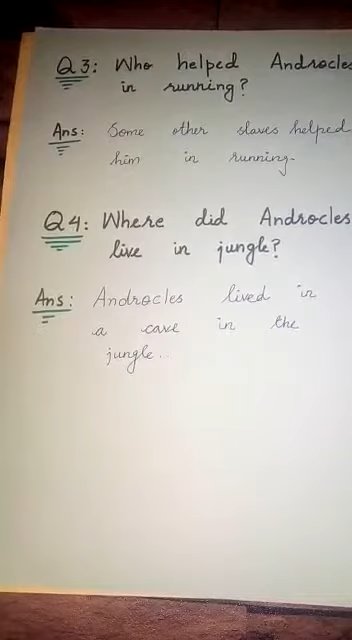 Q3: Who helped Androcles
in running?
Ans: Some other slaves helped
him in running.
Q4: Where did Androcles
live in jungle?
Ans: Androcles lived in
a cave in the
jungle..